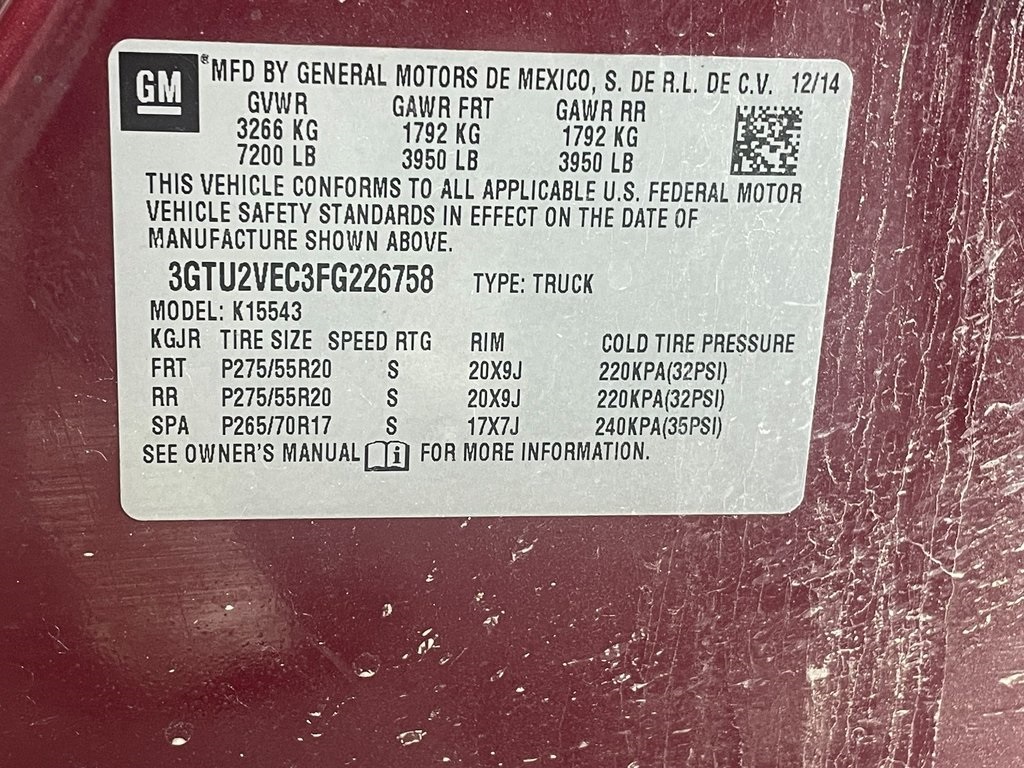 GM ® MFD BY GENERAL MOTORS DE MEXICO, S. DE R.L. DE C.V. 12/14
GVWR GAWR FRT GAWR RR
3266 KG 1792 KG 1792 KG
7200 LB 3950 LB 3950 LB
THIS VEHICLE CONFORMS TO ALL APPLICABLE U.S. FEDERAL MOTOR
VEHICLE SAFETY STANDARDS IN EFFECT ON THE DATE OF
MANUFACTURE SHOWN ABOVE.
3GTU2VEC3FG226758 TYPE: TRUCK
MODEL: K15543
KGJR TIRE SIZE SPEED RTG RIM COLD TIRE PRESSURE
FRT P275/55R20 S 20X9J 220KPA(32PSI)
RR P275/55R20 S 20X9J 220KPA(32PSI)
SPA P265/70R17 S 17X7J 240KPA(35PSI)
SEE OWNER'S MANUAL i FOR MORE INFORMATION.